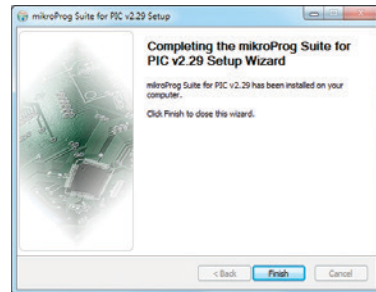 mikroProg Suite for PIC v2.29 Setup
Completing the mikroProg Suite for
PIC v2.29 Setup Wizard
mikroProg Suite for PIC v2.29 has been installed on your
computer.
Click Finish to close this wizard.
< Back Finish Cancel